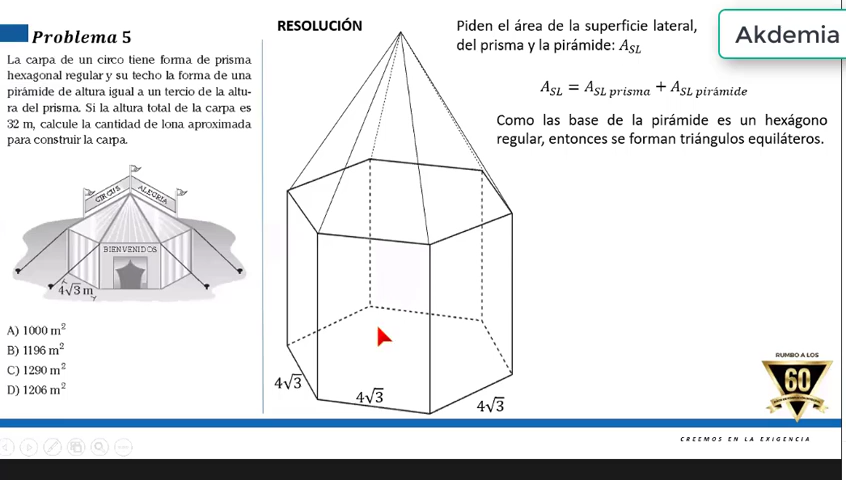 Problema 5
La carpa de un circo tiene forma de prisma
hexagonal regular y su techo la forma de una
pirámide de altura igual a un tercio de la altu-
ra del prisma. Si la altura total de la carpa es
32 m, calcule la cantidad de lona aproximada
para construir la carpa.
CIRCUS ALEGRIA
BIENVENIDOS
4√3 m
A) 1000 m²
B) 1196 m²
C) 1290 m²
D) 1206 m²
RESOLUCIÓN
4√3
4√3
4√3
Piden el área de la superficie lateral,
del prisma y la pirámide: A_SL
A_SL = A_SL prisma + A_SL pirámide
Como las base de la pirámide es un hexágono
regular, entonces se forman triángulos equiláteros.
Akdemia
RUMBO A LOS
60
CREEMOS EN LA EXIGENCIA